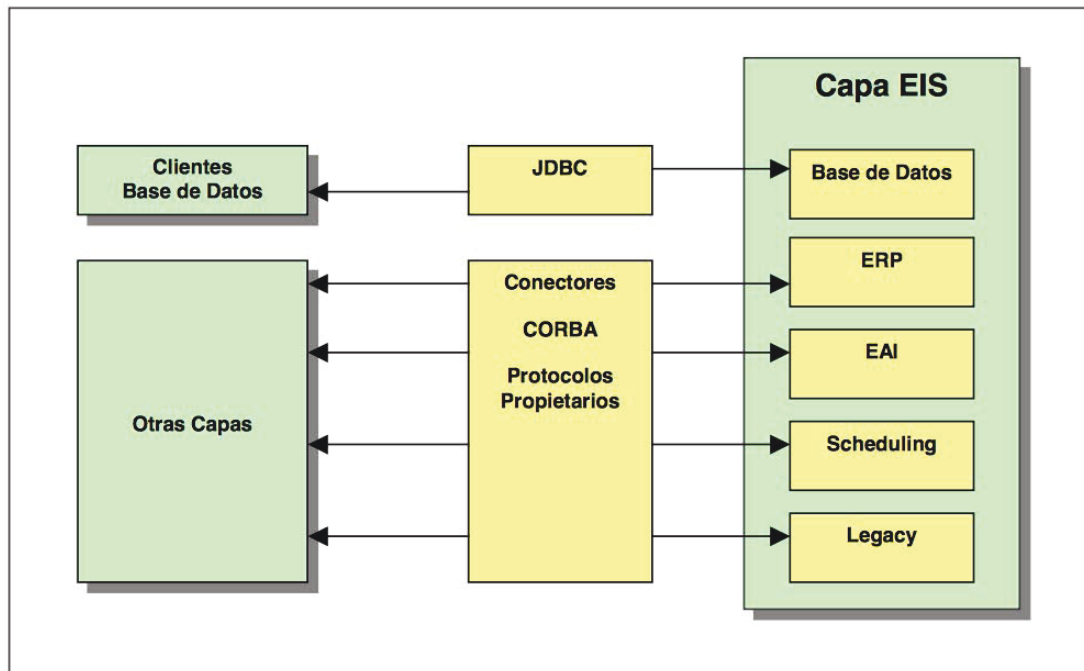 Capa EIS
Clientes
Base de Datos
JDBC
Base de Datos
Otras Capas
Conectores
CORBA
Protocolos
Propietarios
ERP
EAI
Scheduling
Legacy